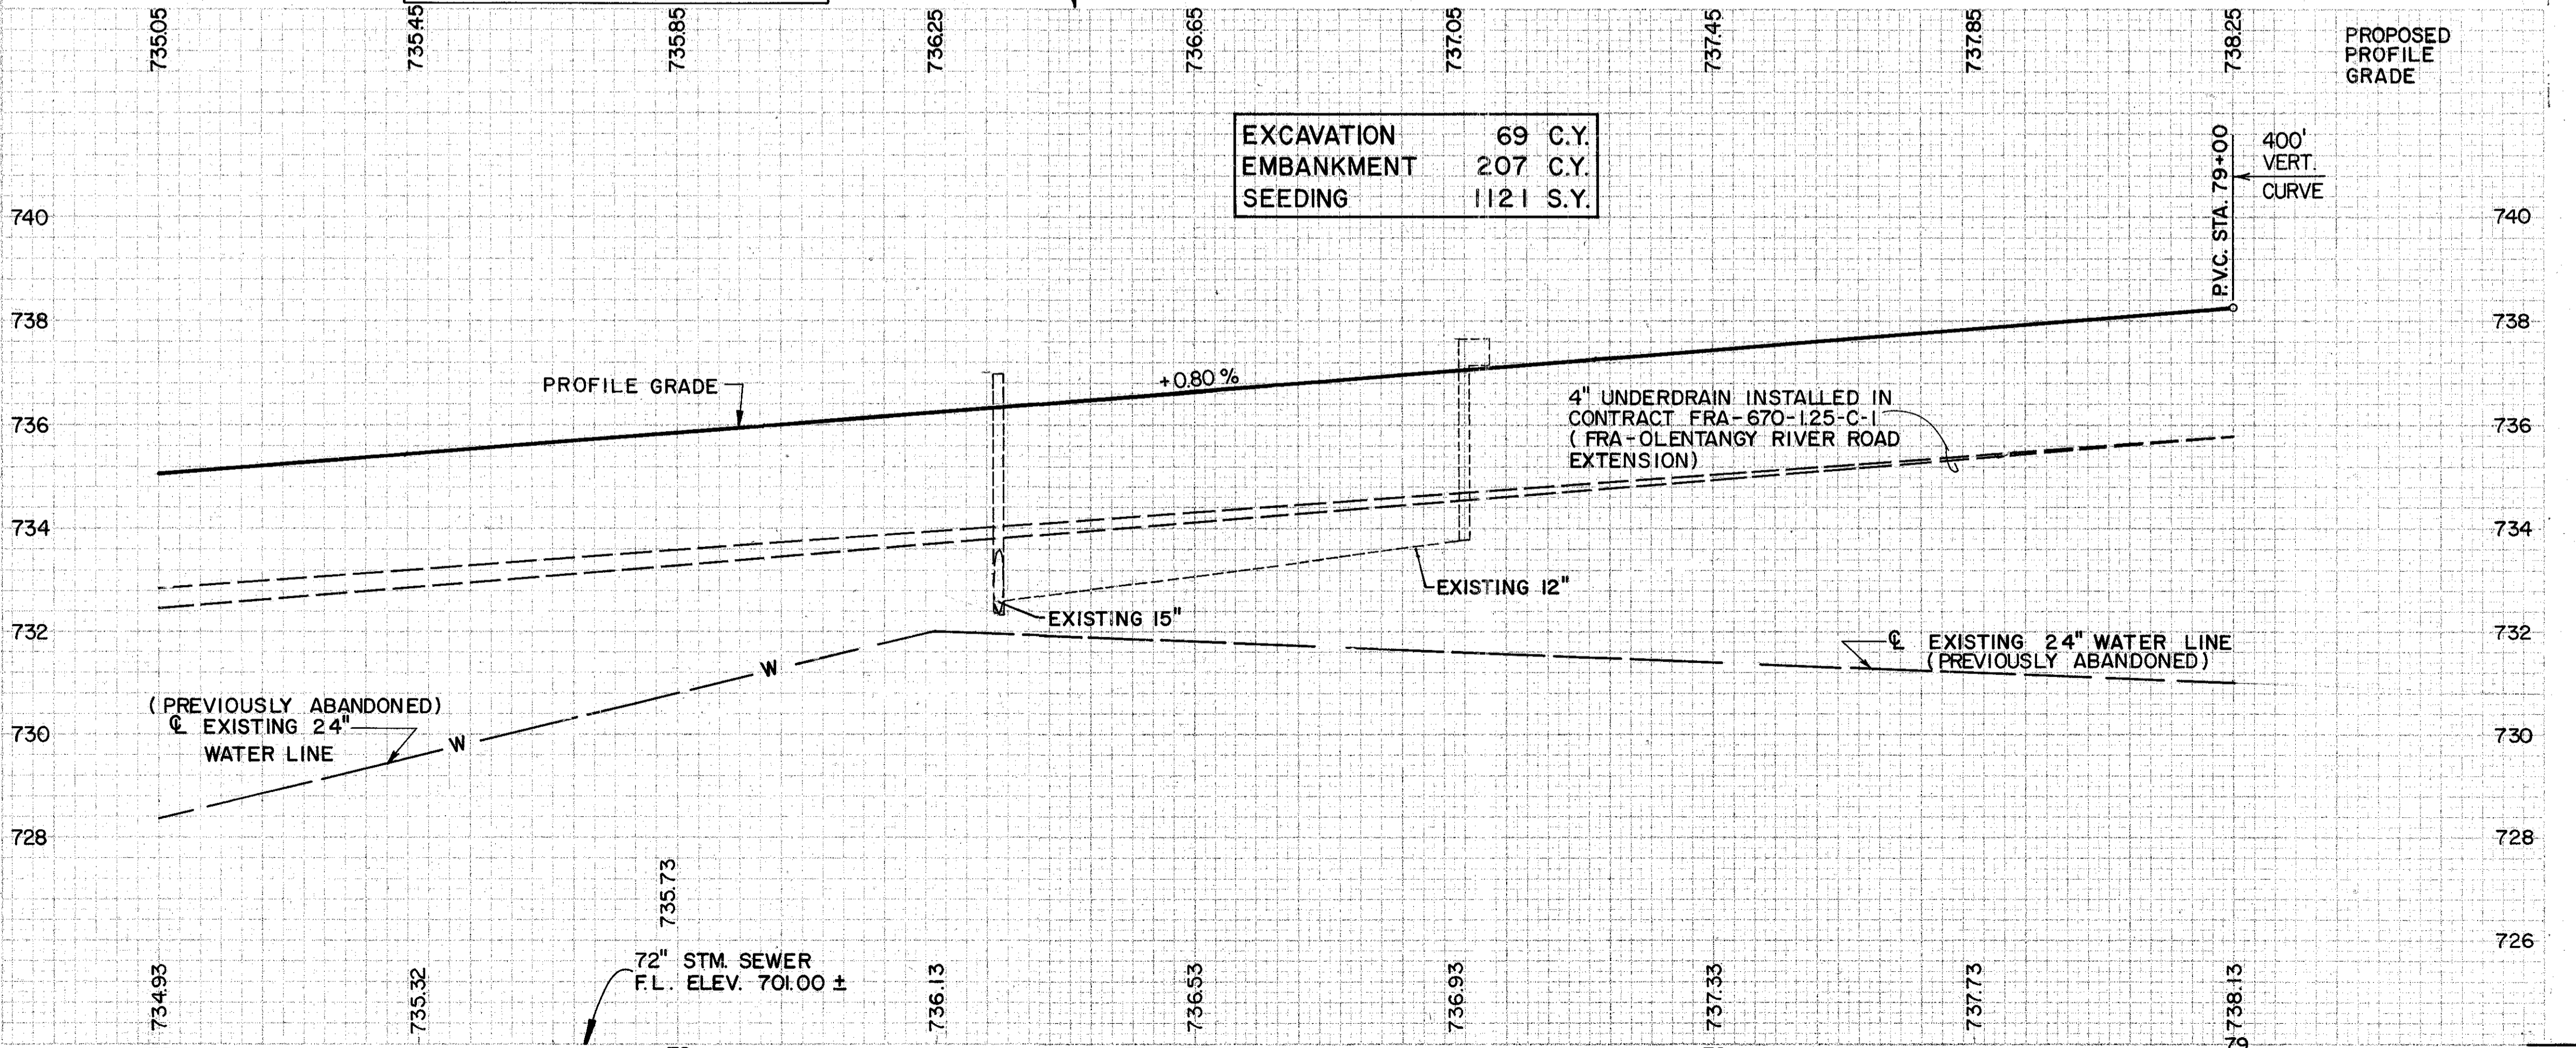 735.05 735.45 735.85 736.25 736.65 737.05 737.45 737.85 738.25
PROPOSED
PROFILE
GRADE
EXCAVATION 69 C.Y.
EMBANKMENT 207 C.Y.
SEEDING 1121 S.Y.
P.V.C. STA. 79+00
400'
VERT.
CURVE
740 740
738 738
PROFILE GRADE
+0.80%
736 736
4" UNDERDRAIN INSTALLED IN
CONTRACT FRA-670-1.25-C-1
(FRA-OLENTANGY RIVER ROAD
EXTENSION)
734 734
EXISTING 12"
EXISTING 15"
732 732
℄ EXISTING 24" WATER LINE
(PREVIOUSLY ABANDONED)
W
(PREVIOUSLY ABANDONED)
℄ EXISTING 24"
WATER LINE
W
730 730
728 728
735.73
726
72" STM. SEWER
F.L. ELEV. 701.00 ±
734.93 735.32 736.13 736.53 736.93 737.33 737.73 738.13
79